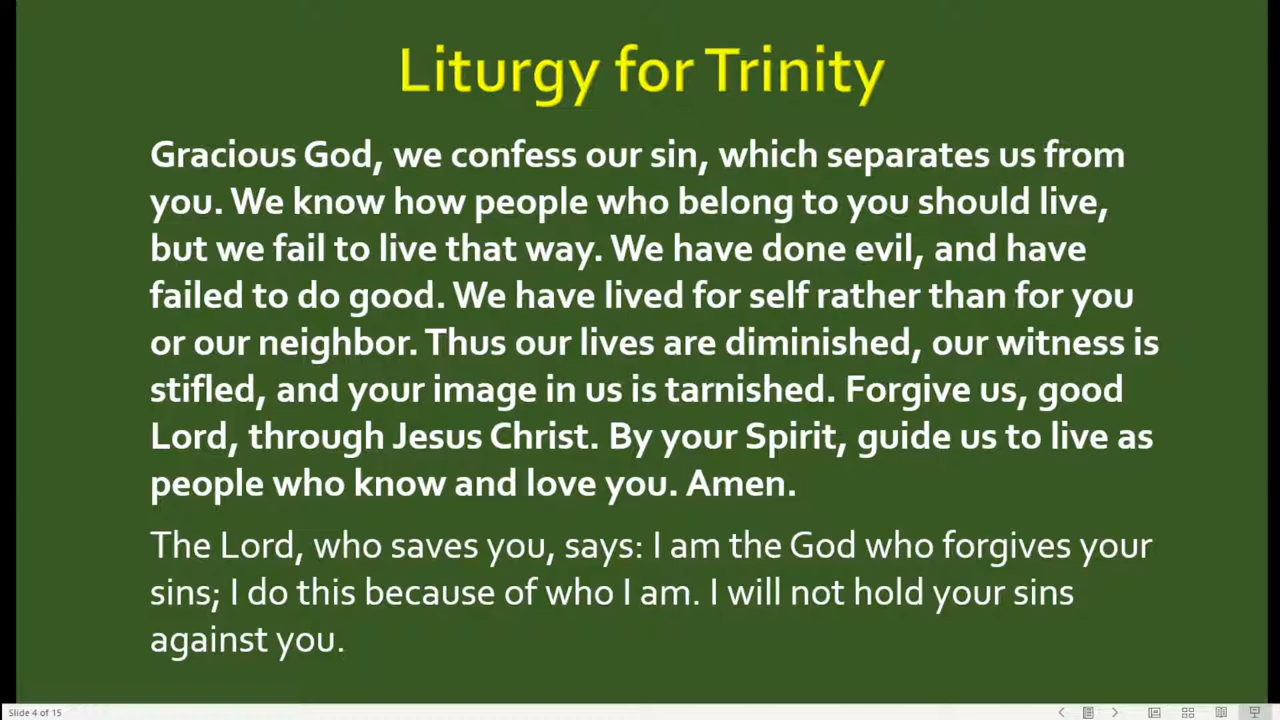 Liturgy for Trinity
Gracious God, we confess our sin, which separates us from
you. We know how people who belong to you should live,
but we fail to live that way. We have done evil, and have
failed to do good. We have lived for self rather than for you
or our neighbor. Thus our lives are diminished, our witness is
stifled, and your image in us is tarnished. Forgive us, good
Lord, through Jesus Christ. By your Spirit, guide us to live as
people who know and love you. Amen.
The Lord, who saves you, says: I am the God who forgives your
sins; I do this because of who I am. I will not hold your sins
against you.
Slide 4 of 15